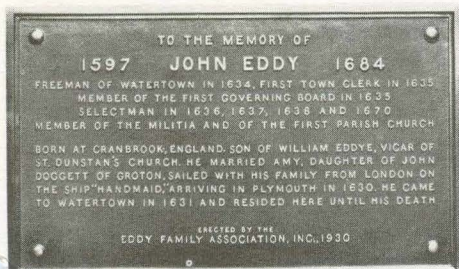 TO THE MEMORY OF
1597 JOHN EDDY 1684
FREEMAN OF WATERTOWN IN 1634, FIRST TOWN CLERK IN 1635
MEMBER OF THE FIRST GOVERNING BOARD IN 1635
SELECTMAN IN 1636, 1637, 1638 AND 1670
MEMBER OF THE MILITIA AND OF THE FIRST PARISH CHURCH
BORN AT CRANBROOK, ENGLAND. SON OF WILLIAM EDDYE, VICAR OF
ST. DUNSTAN'S CHURCH. HE MARRIED AMY, DAUGHTER OF JOHN
DOGGETT OF GROTON, SAILED WITH HIS FAMILY FROM LONDON ON
THE SHIP "HANDMAID," ARRIVING IN PLYMOUTH IN 1630. HE CAME
TO WATERTOWN IN 1631 AND RESIDED HERE UNTIL HIS DEATH
ERECTED BY THE
EDDY FAMILY ASSOCIATION, INC., 1930